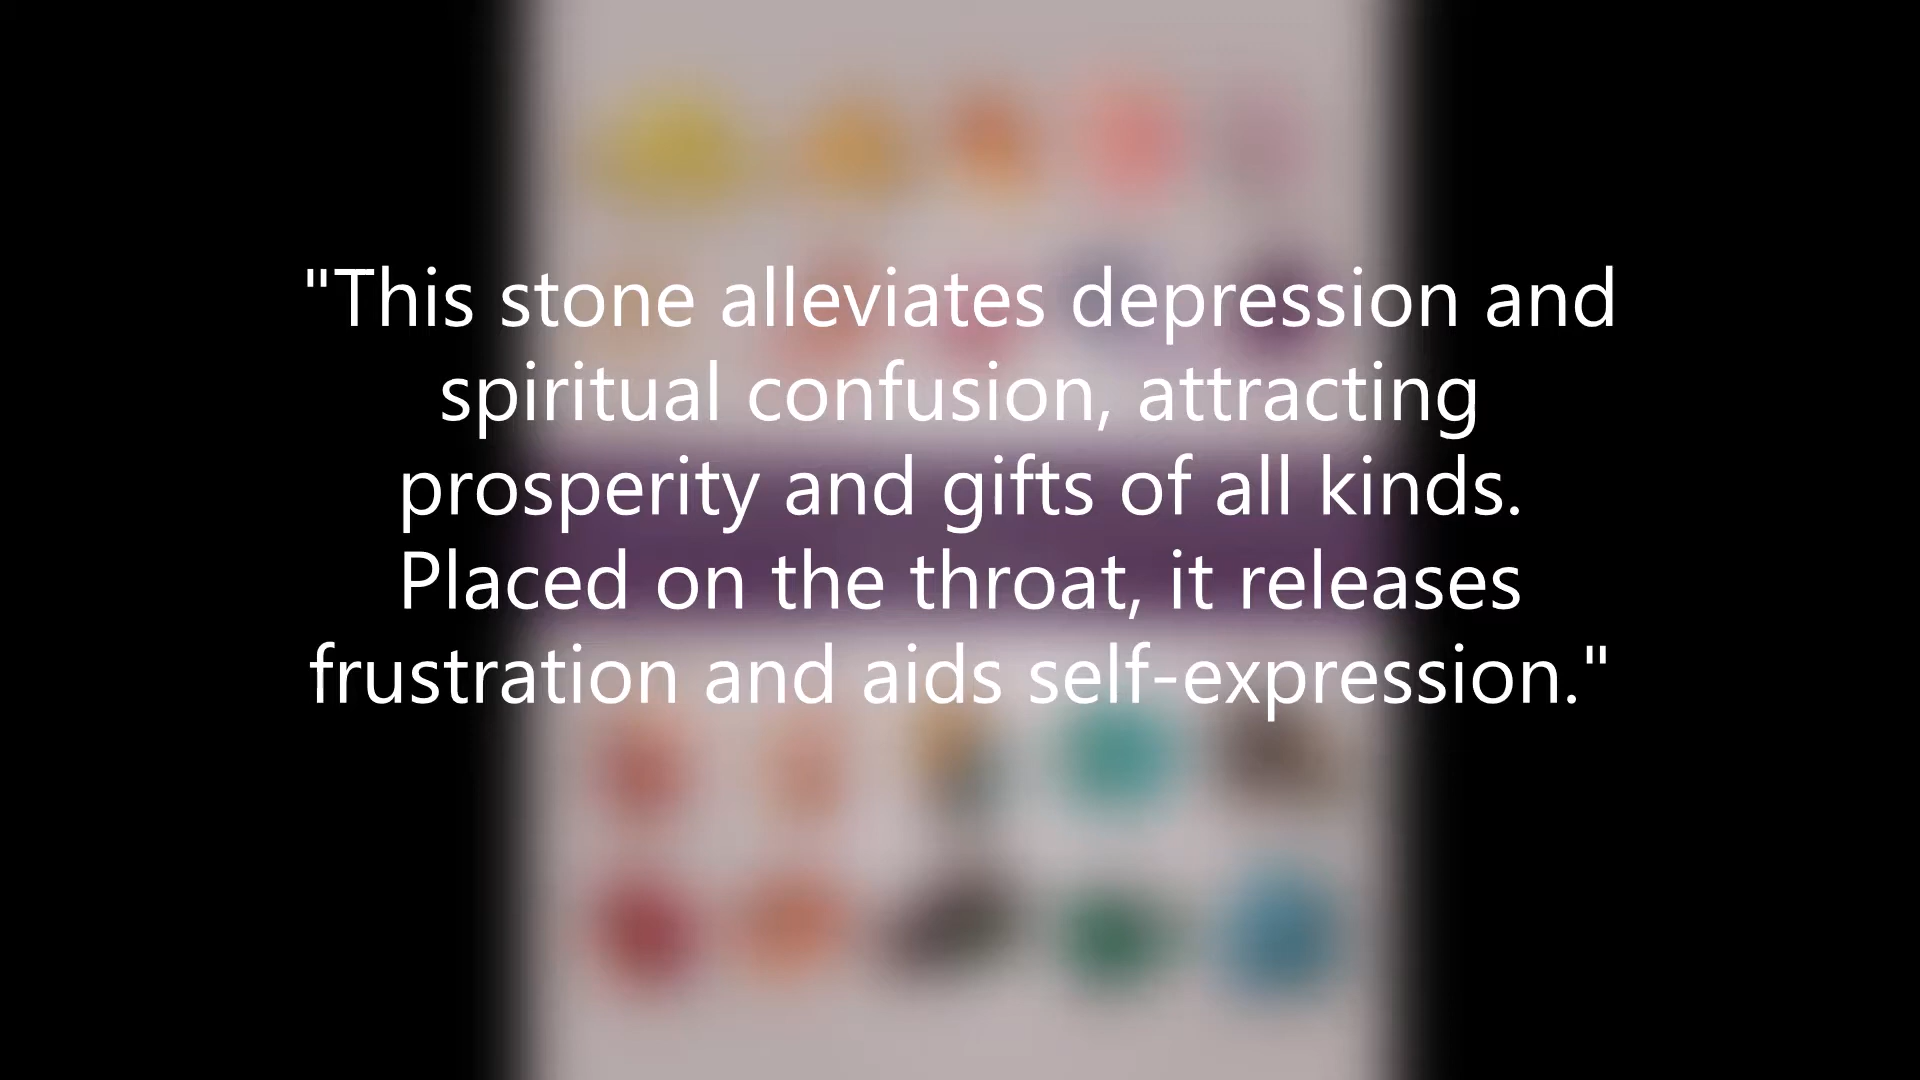 "This stone alleviates depression and
spiritual confusion, attracting
prosperity and gifts of all kinds.
Placed on the throat, it releases
frustration and aids self-expression."